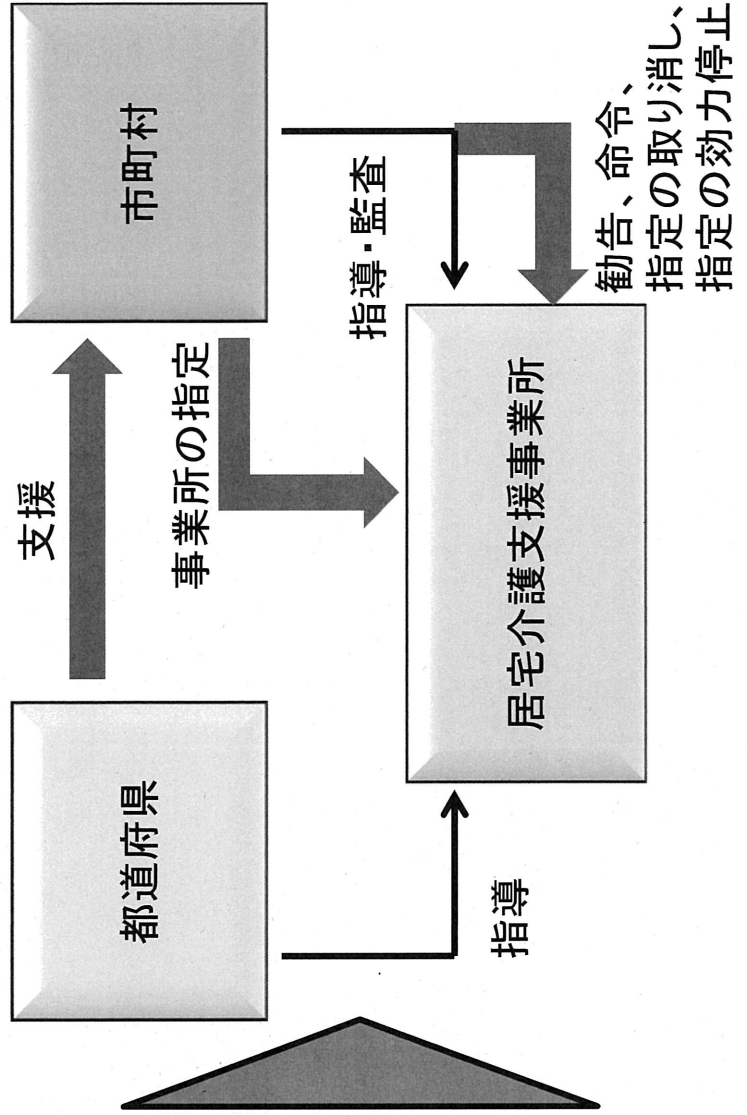 都道府県
支援
市町村
事業所の指定
指導・監査
指導
居宅介護支援事業所
勧告、命令、
指定の取り消し、
指定の効力停止